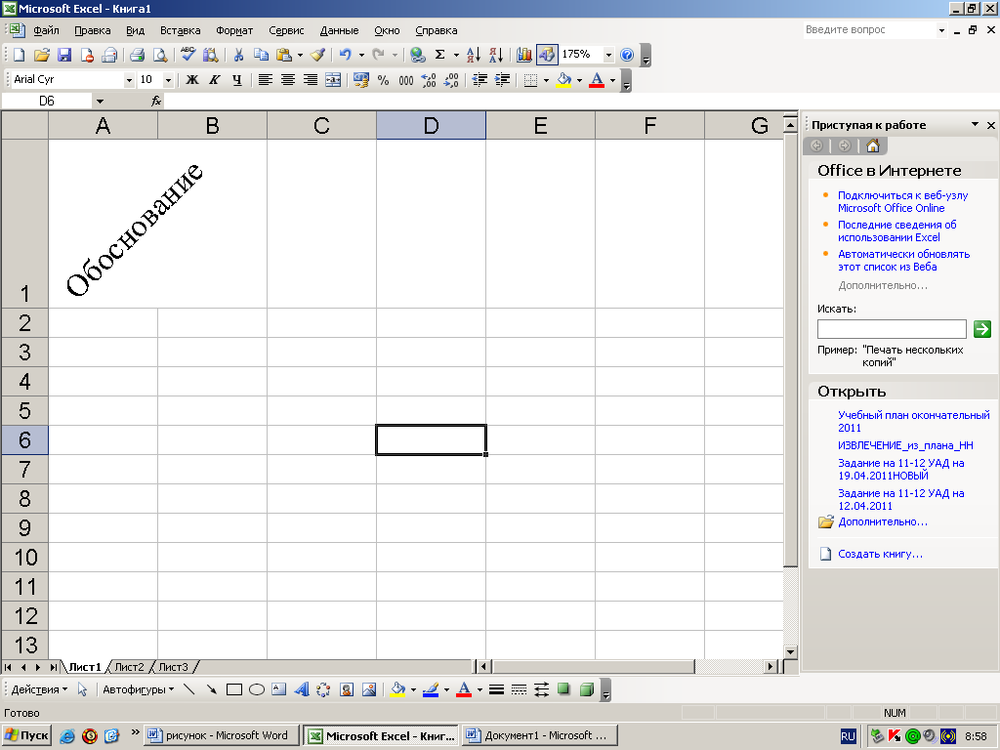 Microsoft Excel - Книга1
Файл Правка Вид Вставка Формат Сервис Данные Окно Справка
Введите вопрос
175%
Arial Cyr 10 Ж К Ч
% 000
D6 fx
A B C D E F G
Обоснование
1
2
3
4
5
6
7
8
9
10
11
12
13
Приступая к работе
Office в Интернете
Подключиться к веб-узлу
Microsoft Office Online
Последние сведения об
использовании Excel
Автоматически обновлять
этот список из Веба
Дополнительно...
Искать:
Пример: "Печать нескольких
копий"
Открыть
Учебный план окончательный
2011
ИЗВЛЕЧЕНИЕ_из_плана_НН
Задание на 11-12 УАД на
19.04.2011НОВЫЙ
Задание на 11-12 УАД на
12.04.2011
Дополнительно...
Создать книгу...
Лист1 Лист2 Лист3
Действия Автофигуры
Готово
NUM
Пуск » рисунок - Microsoft Word Microsoft Excel - Книг... Документ1 - Microsoft ... RU 8:58